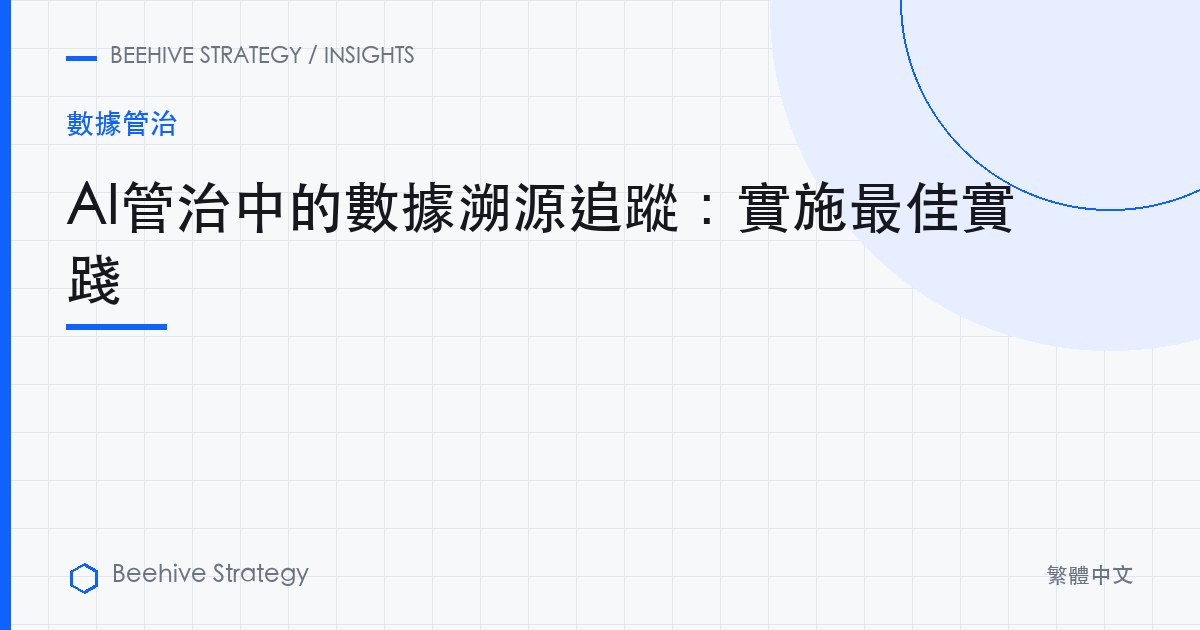 BEEHIVE STRATEGY / INSIGHTS
數據管治
AI管治中的數據溯源追蹤：實施最佳實
踐
Beehive Strategy
繁體中文